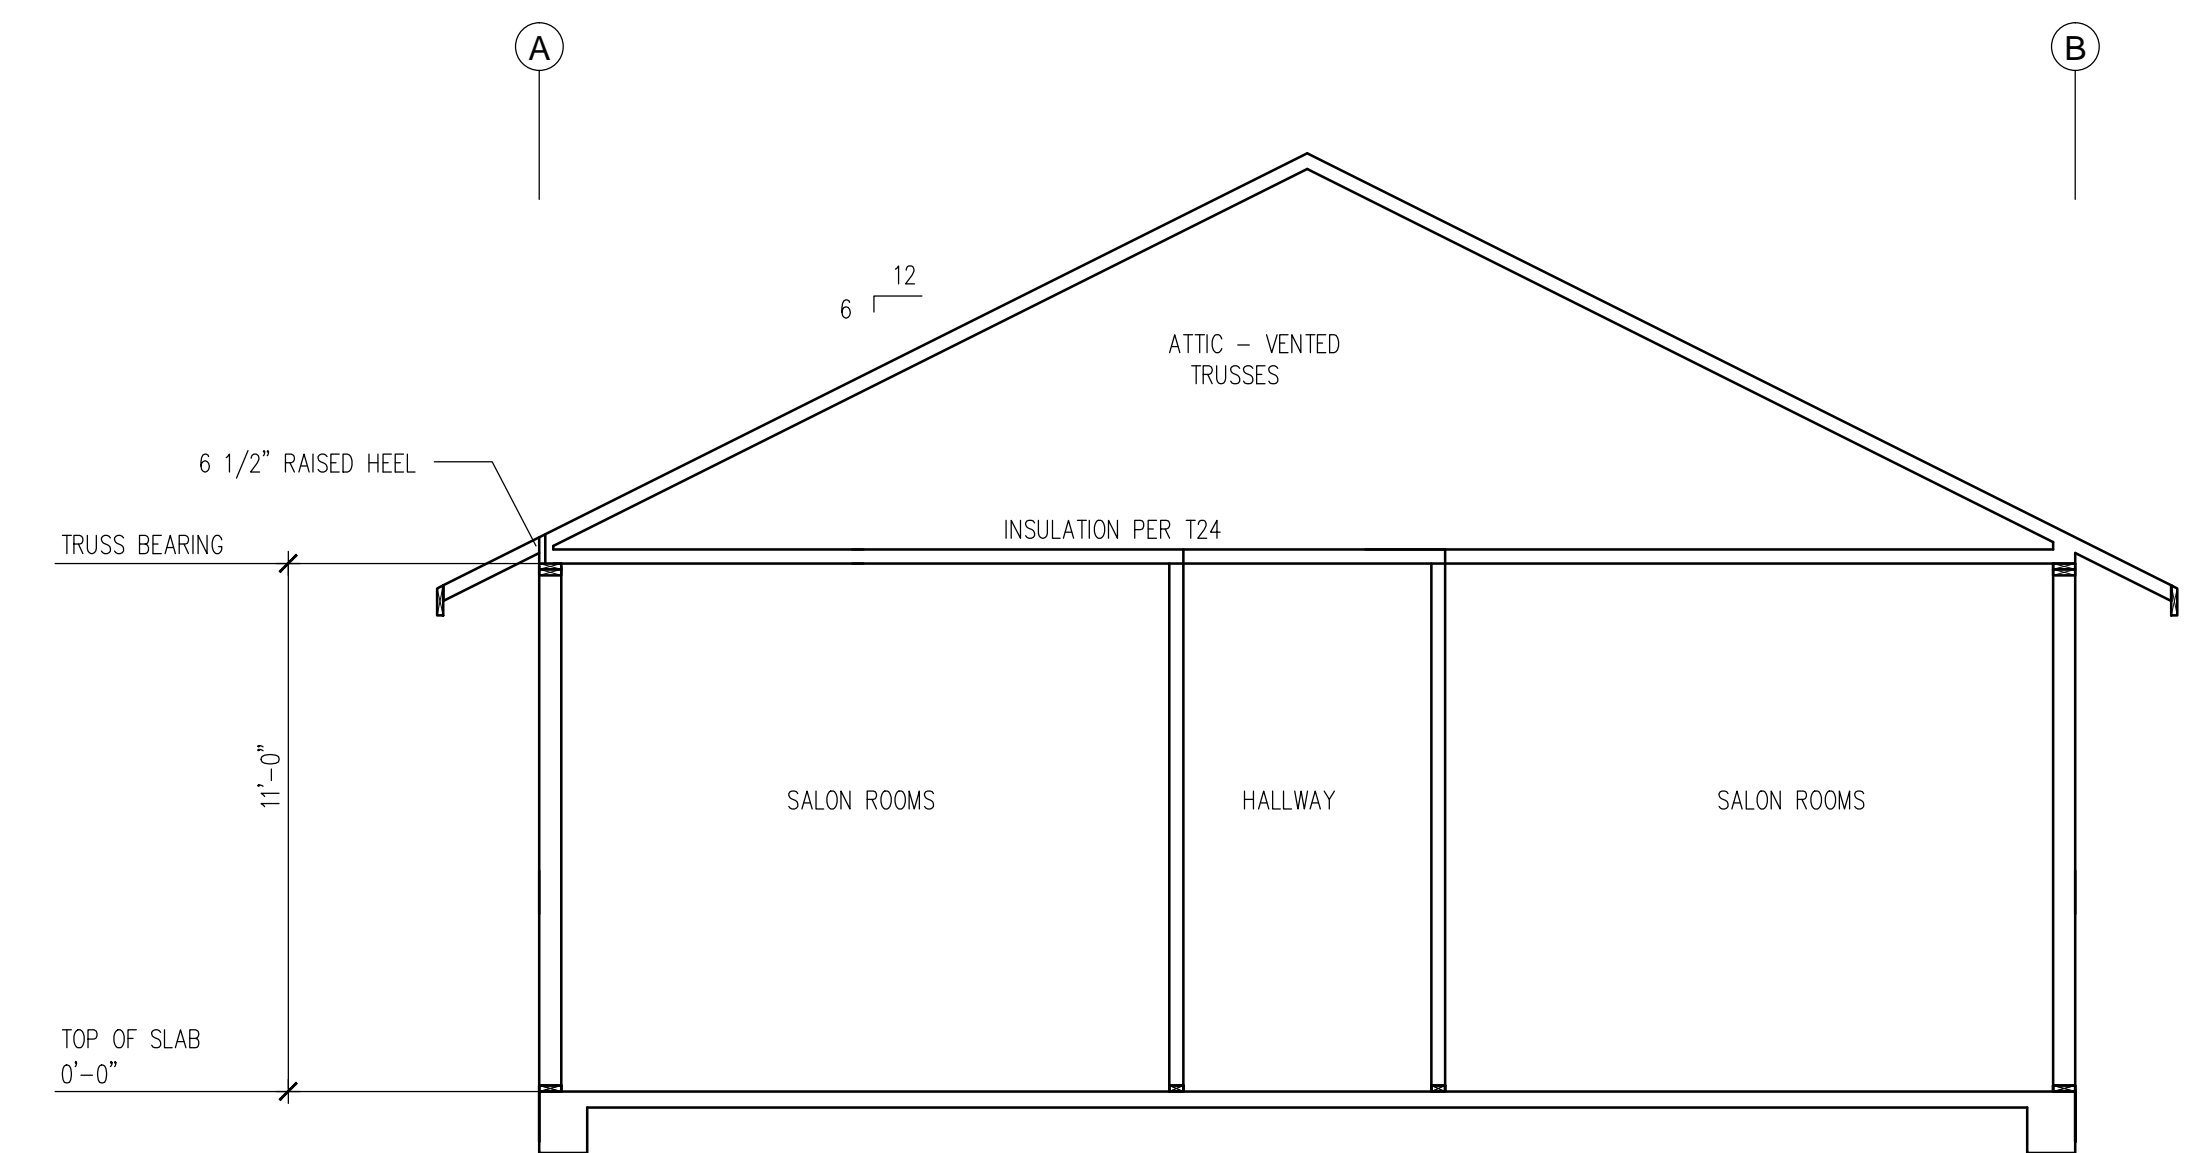 A
B
12
6
ATTIC – VENTED
TRUSSES
6 1/2" RAISED HEEL
INSULATION PER T24
TRUSS BEARING
11'-0"
SALON ROOMS
HALLWAY
SALON ROOMS
TOP OF SLAB
0'-0"